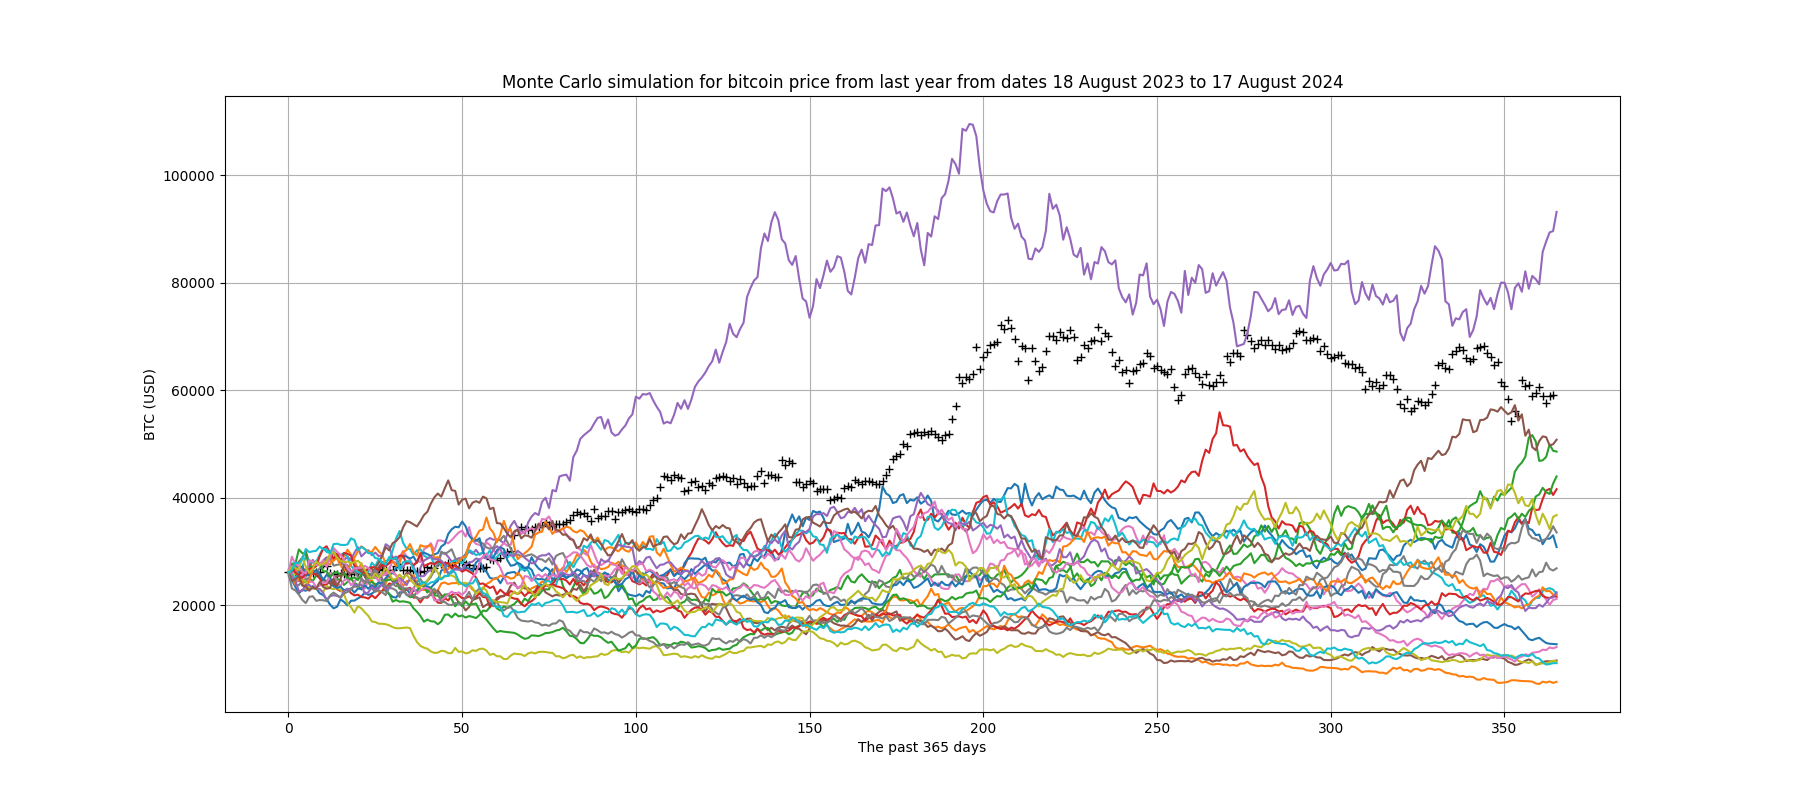 Monte Carlo simulation for bitcoin price from last year from dates 18 August 2023 to 17 August 2024
100000
80000
60000
40000
20000
BTC (USD)
0 50 100 150 200 250 300 350
The past 365 days